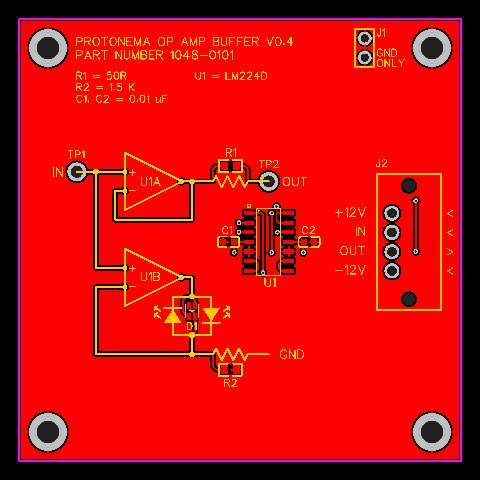 PROTONEMA OP AMP BUFFER V0.4
PART NUMBER 1048-0101
R1 = 50R
U1 = LM224D
R2 = 1.5 K
C1, C2 = 0.01 uF
J1
GND
ONLY
TP1
IN
+
-
U1A
R1
TP2
OUT
J2
+12V <
IN <
OUT >
-12V <
C1
C2
U1
+
-
U1B
D1
GND
R2